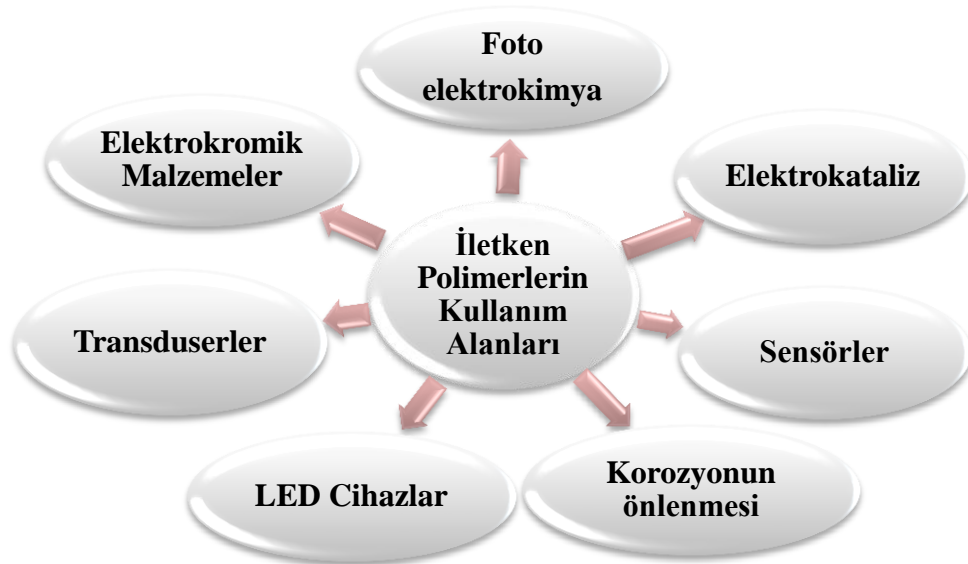 Foto
elektrokimya
Elektrokromik
Malzemeler
Elektrokataliz
İletken
Polimerlerin
Kullanım
Alanları
Transduserler
Sensörler
LED Cihazlar
Korozyonun
önlenmesi